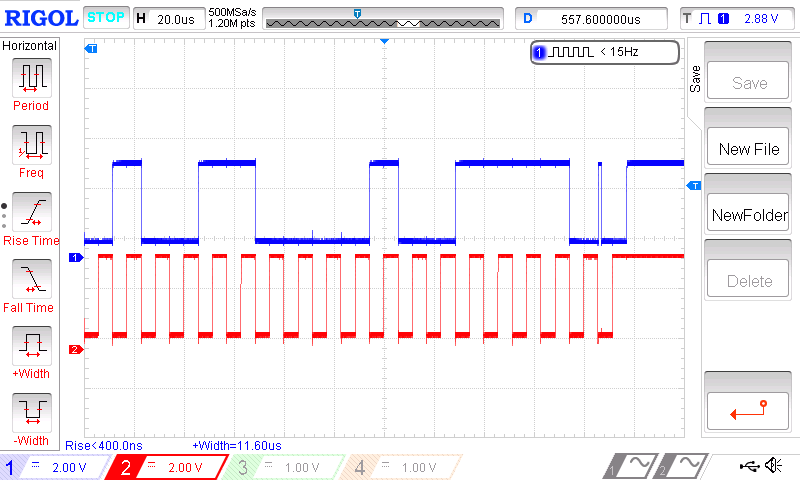 RIGOL STOP H 20.0us 500MSa/s 1.20M pts T D 557.600000us T 1 2.88 V
Horizontal
T
1 < 15Hz
Save
Save
Period
New File
Freq
T
NewFolder
Rise Time
1
Delete
Fall Time
2
+Width
-Width
Rise<400.0ns +Width=11.60us
1 2.00 V 2 2.00 V 3 1.00 V 4 1.00 V 1 2